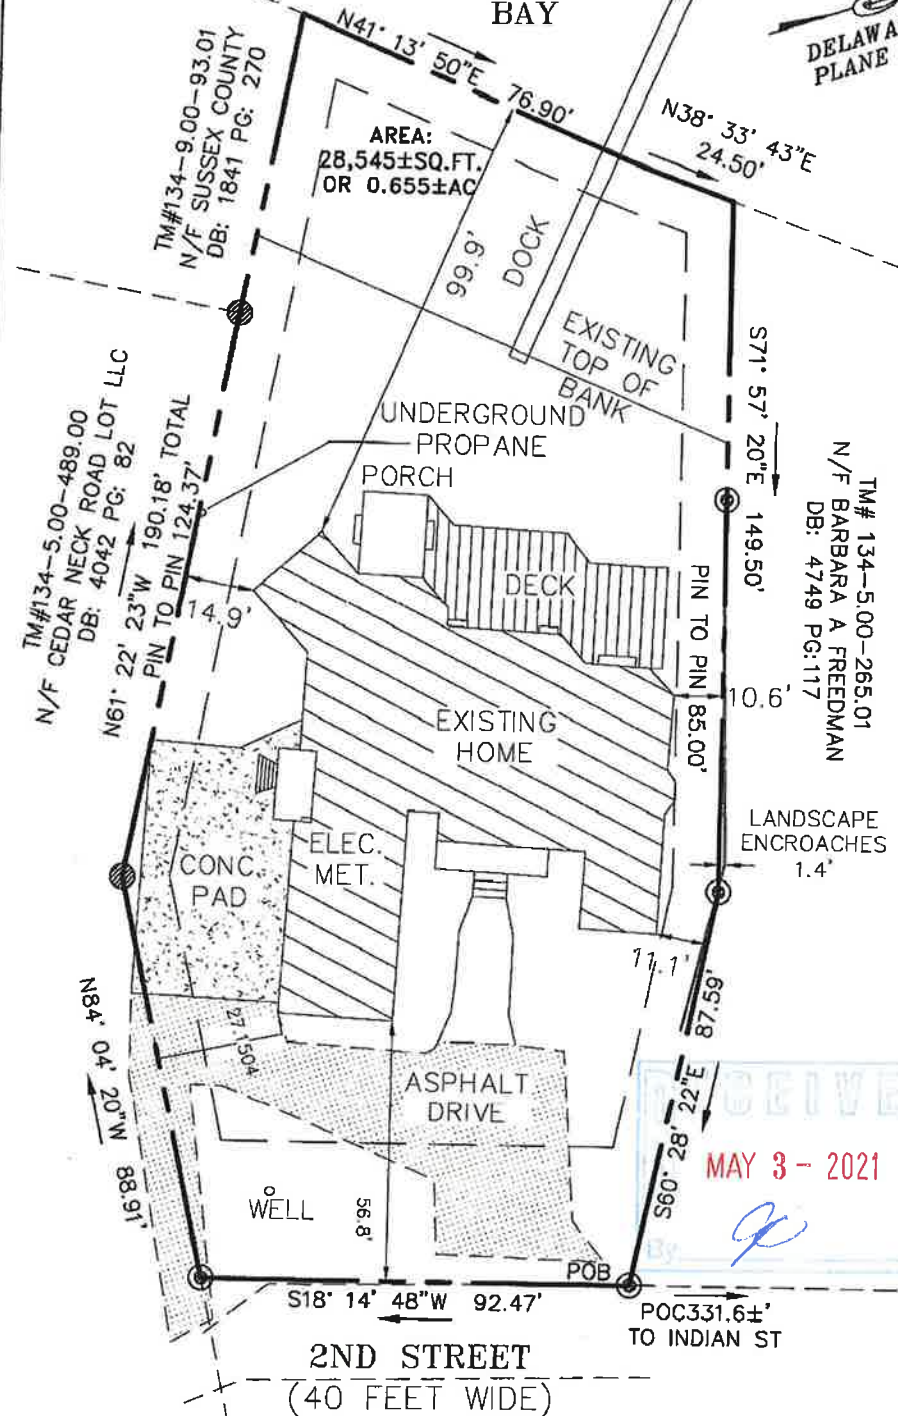 BAY
DELAWA
PLANE
N41° 13' 50"E
76.90'
N38° 33' 43"E
24.50'
TM#134-9.00-93.01
N/F SUSSEX COUNTY
DB: 1841 PG: 270
AREA:
28,545±SQ.FT.
OR 0.655±AC
99.9'
DOCK
EXISTING
TOP OF
BANK
S71° 57' 20"E 149.50'
PIN TO PIN 85.00'
TM# 134-5.00-265.01
N/F BARBARA A FREEDMAN
DB: 4749 PG:117
TM#134-5.00-489.00
N/F CEDAR NECK ROAD LOT LLC
DB: 4042 PG: 82
N61° 22' 23"W 190.18' TOTAL
PIN TO PIN 124.37'
UNDERGROUND
PROPANE
PORCH
DECK
14.9'
10.6'
EXISTING
HOME
LANDSCAPE
ENCROACHES
1.4'
ELEC.
MET.
CONC.
PAD
11.1'
27.1504
N84° 04' 20"W 88.91'
ASPHALT
DRIVE
S60° 28' 22"E 87.59'
RECEIVE
MAY 3 - 2021
By
WELL
56.8'
POB
S18° 14' 48"W 92.47'
POC331.6±'
TO INDIAN ST
2ND STREET
(40 FEET WIDE)